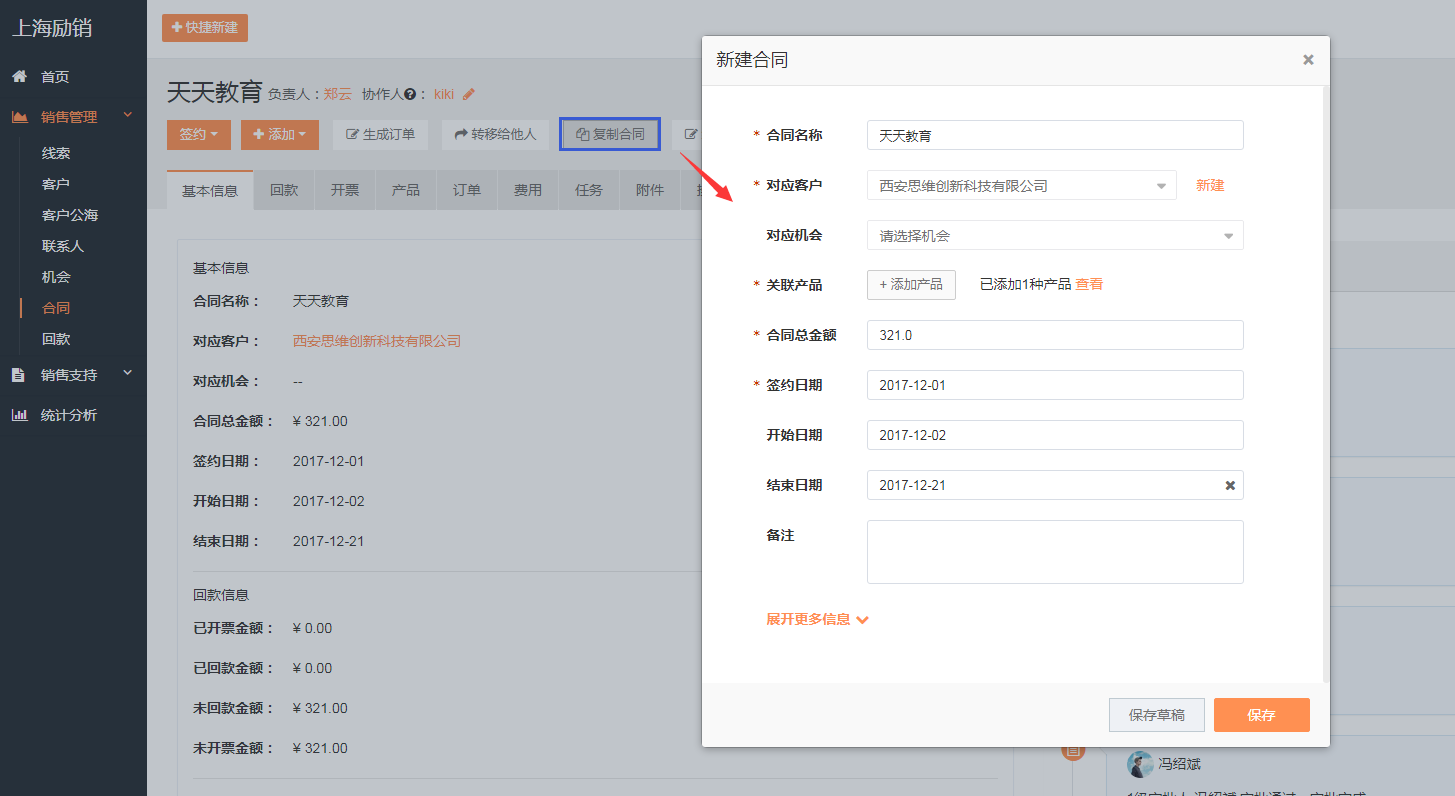 上海励销
首页
销售管理
线索
客户
客户公海
联系人
机会
合同
回款
销售支持
统计分析
快捷新建
天天教育 负责人：郑云 协作人 ： kiki
签约 添加 生成订单 转移给他人 复制合同
基本信息 回款 开票 产品 订单 费用 任务 附件
基本信息
合同名称： 天天教育
对应客户： 西安思维创新科技有限公司
对应机会： --
合同总金额： ¥ 321.00
签约日期： 2017-12-01
开始日期： 2017-12-02
结束日期： 2017-12-21
回款信息
已开票金额： ¥ 0.00
已回款金额： ¥ 0.00
未回款金额： ¥ 321.00
未开票金额： ¥ 321.00
新建合同
* 合同名称 天天教育
* 对应客户 西安思维创新科技有限公司 新建
对应机会 请选择机会
* 关联产品 + 添加产品 已添加1种产品 查看
* 合同总金额 321.0
* 签约日期 2017-12-01
开始日期 2017-12-02
结束日期 2017-12-21
备注
展开更多信息
保存草稿 保存
冯绍斌